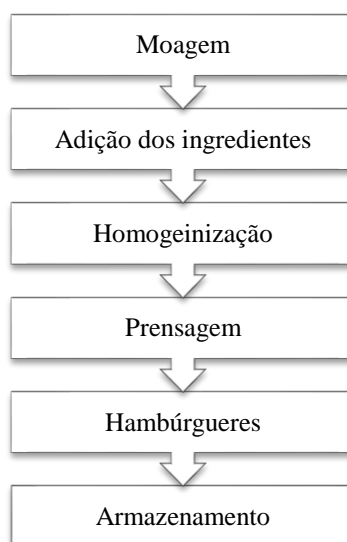 Moagem
Adição dos ingredientes
Homogeinização
Prensagem
Hambúrgueres
Armazenamento